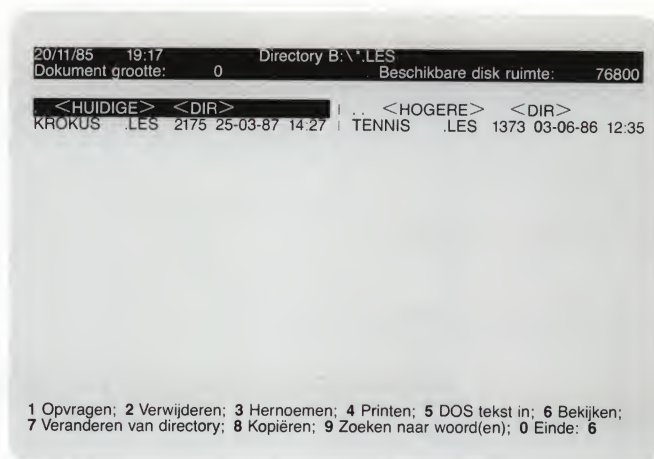 20/11/85 19:17 Directory B:\*.LES
Dokument grootte: 0 Beschikbare disk ruimte: 76800
. <HUIDIGE> <DIR> | .. <HOGERE> <DIR>
KROKUS .LES 2175 25-03-87 14:27 | TENNIS .LES 1373 03-06-86 12:35
1 Opvragen; 2 Verwijderen; 3 Hernoemen; 4 Printen; 5 DOS tekst in; 6 Bekijken;
7 Veranderen van directory; 8 Kopiëren; 9 Zoeken naar woord(en); 0 Einde: 6